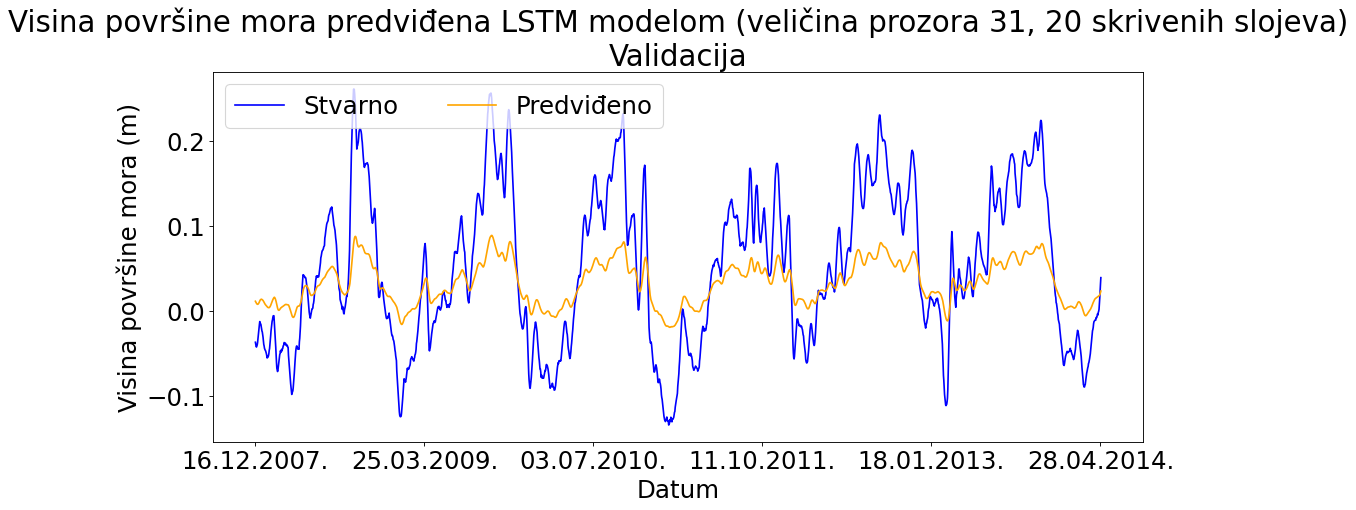 Visina površine mora predviđena LSTM modelom (veličina prozora 31, 20 skrivenih slojeva)
Validacija
Stvarno Predviđeno
Visina površine mora (m)
0.2
0.1
0.0
−0.1
16.12.2007. 25.03.2009. 03.07.2010. 11.10.2011. 18.01.2013. 28.04.2014.
Datum